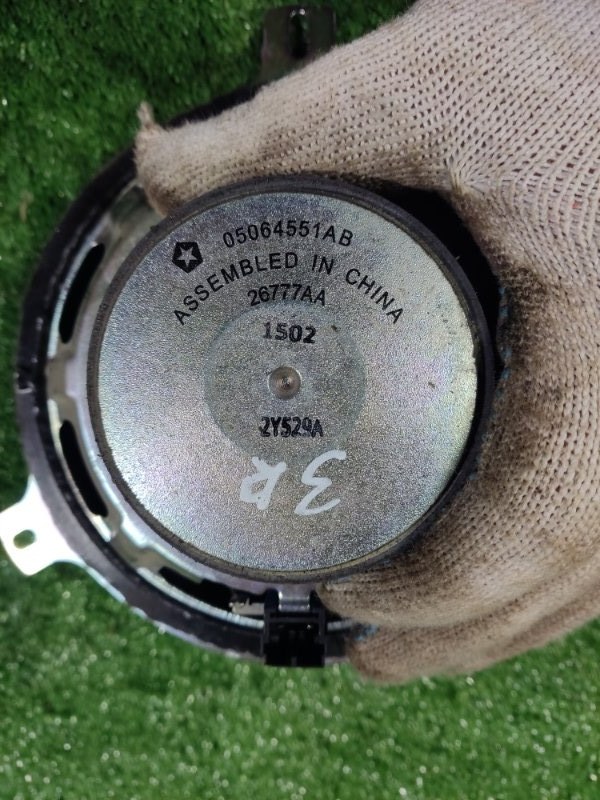 05064551AB
ASSEMBLED IN CHINA
26777AA
1502
2Y529A
3R